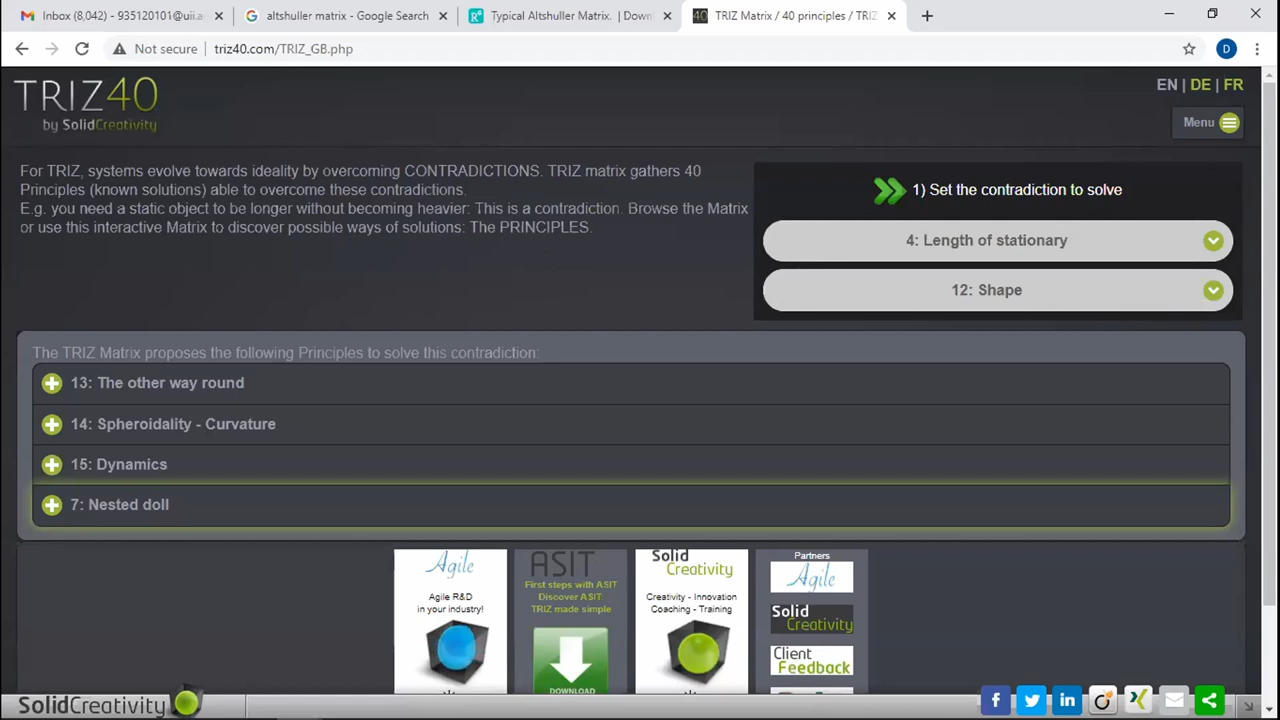 Inbox (8,042) - 935120101@uii.a
altshuller matrix - Google Search
Typical Altshuller Matrix. | Downl
TRIZ Matrix / 40 principles / TRIZ
Not secure
triz40.com/TRIZ_GB.php
D
TRIZ40
by SolidCreativity
EN | DE | FR
Menu
For TRIZ, systems evolve towards ideality by overcoming CONTRADICTIONS. TRIZ matrix gathers 40
Principles (known solutions) able to overcome these contradictions.
E.g. you need a static object to be longer without becoming heavier: This is a contradiction. Browse the Matrix
or use this interactive Matrix to discover possible ways of solutions: The PRINCIPLES.
1) Set the contradiction to solve
4: Length of stationary
12: Shape
The TRIZ Matrix proposes the following Principles to solve this contradiction:
13: The other way round
14: Spheroidality - Curvature
15: Dynamics
7: Nested doll
Agile
Agile R&D
in your industry!
ASIT
First steps with ASIT
Discover ASIT:
TRIZ made simple
DOWNLOAD
Solid
Creativity
Creativity - Innovation
Coaching - Training
Partners
Agile
Solid
Creativity
Client
Feedback
SolidCreativity